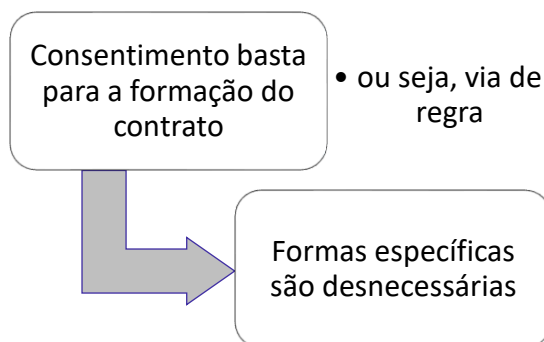 Consentimento basta
para a formação do
contrato
• ou seja, via de
regra
Formas específicas
são desnecessárias